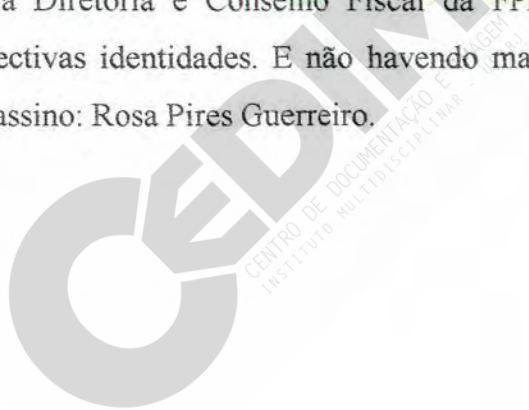 a Diretoria e Conselho Fiscal da
ectivas identidades. E não havendo
assino: Rosa Pires Guerreiro.
CEDIM
CENTRO DE DOCUMENTAÇÃO E IMAGEM
INSTITUTO MULTIDISCIPLINAR - UFRRJ